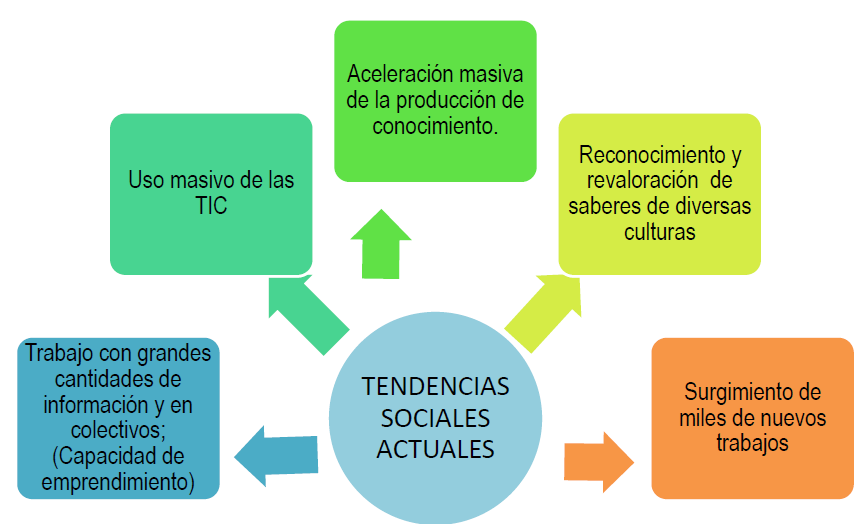 Aceleración masiva
de la producción de
conocimiento.
Uso masivo de las
TIC
Reconocimiento y
revaloración de
saberes de diversas
culturas
Trabajo con grandes
cantidades de
información y en
colectivos;
(Capacidad de
emprendimiento)
TENDENCIAS
SOCIALES
ACTUALES
Surgimiento de
miles de nuevos
trabajos